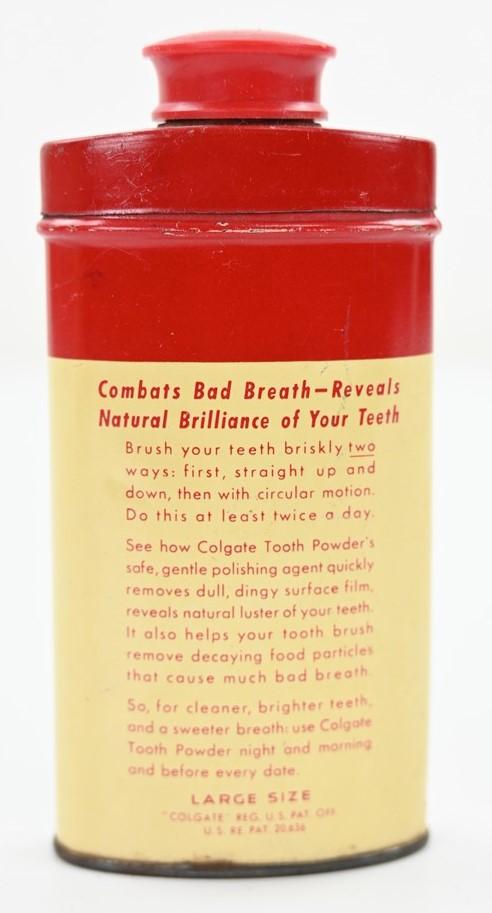 Combats Bad Breath—Reveals
Natural Brilliance of Your Teeth
Brush your teeth briskly two
ways: first, straight up and
down, then with circular motion.
Do this at least twice a day.
See how Colgate Tooth Powder's
safe, gentle polishing agent quickly
removes dull, dingy surface film,
reveals natural luster of your teeth.
It also helps your tooth brush
remove decaying food particles
that cause much bad breath.
So, for cleaner, brighter teeth,
and a sweeter breath: use Colgate
Tooth Powder night and morning
and before every date.
LARGE SIZE
"COLGATE" REG. U.S. PAT. OFF.
U.S. RE. PAT. 20,636